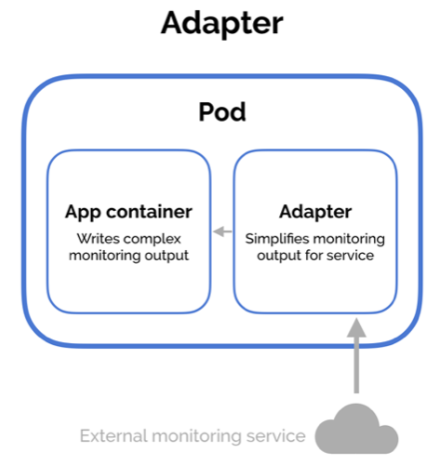 Adapter
Pod
App container
Writes complex
monitoring output
Adapter
Simplifies monitoring
output for service
External monitoring service